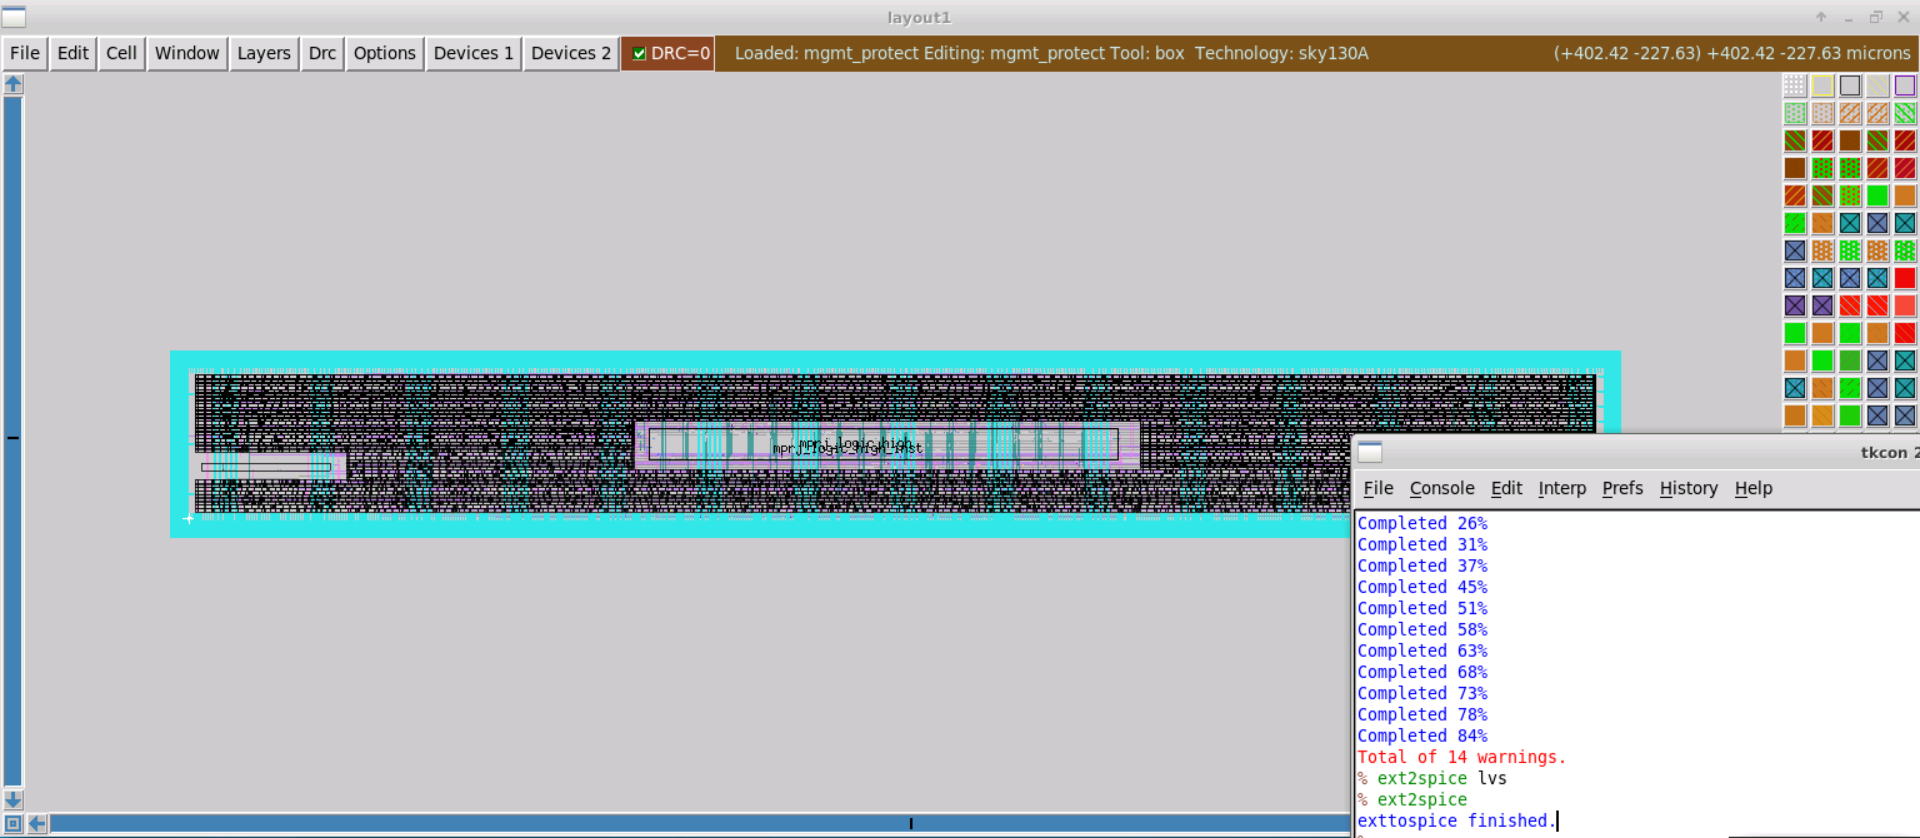 layout1
File Edit Cell Window Layers Drc Options Devices 1 Devices 2 DRC=0 Loaded: mgmt_protect Editing: mgmt_protect Tool: box Technology: sky130A (+402.42 -227.63) +402.42 -227.63 microns
mprj_logic_high
mprj_logic_high_inst
tkcon 2
File Console Edit Interp Prefs History Help
Completed 26%
Completed 31%
Completed 37%
Completed 45%
Completed 51%
Completed 58%
Completed 63%
Completed 68%
Completed 73%
Completed 78%
Completed 84%
Total of 14 warnings.
% ext2spice lvs
% ext2spice
exttospice finished.